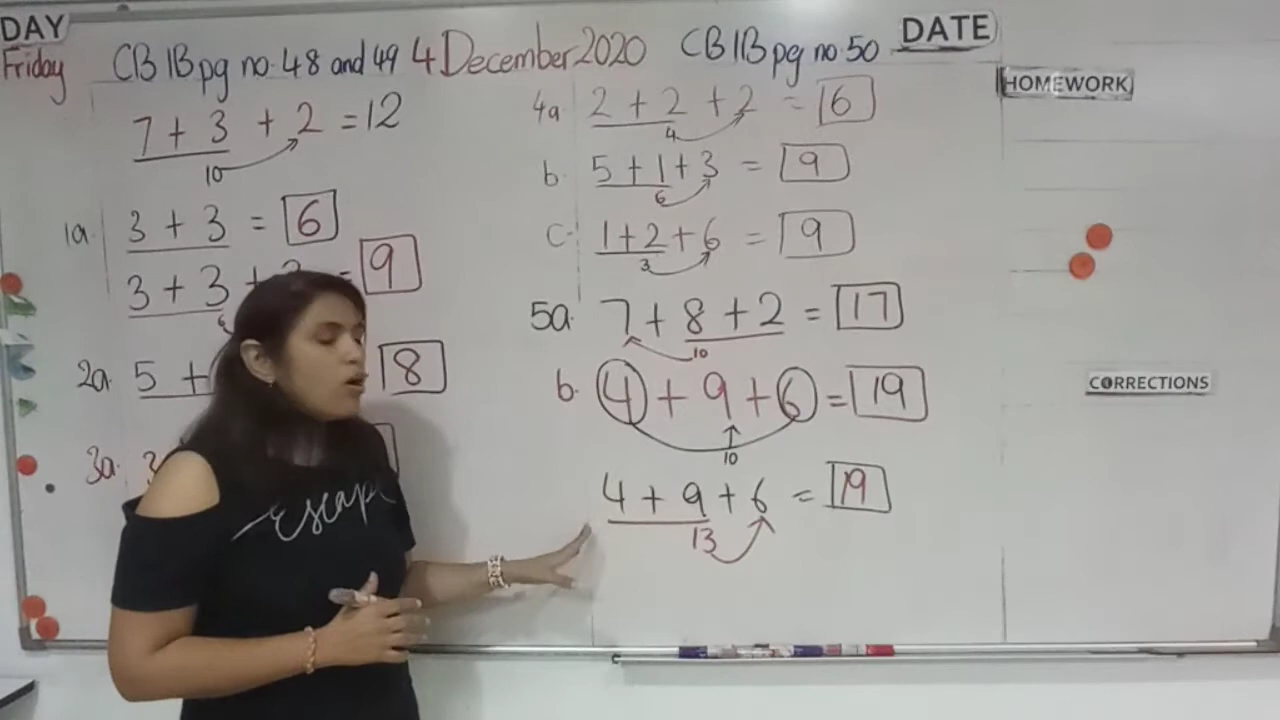 DAY
DATE
Friday CB 1B pg no. 48 and 49 4 December 2020 CB 1B pg no. 50
HOMEWORK
7 + 3 + 2 = 12
10
1a. 3 + 3 = 6
3 + 3 + = 9
2a. 5 + 8
3a. 3
4a. 2 + 2 + 2 = 6
4
b. 5 + 1 + 3 = 9
6
c. 1 + 2 + 6 = 9
3
5a. 7 + 8 + 2 = 17
10
b. 4 + 9 + 6 = 19
10
4 + 9 + 6 = 19
13
CORRECTIONS
Escape